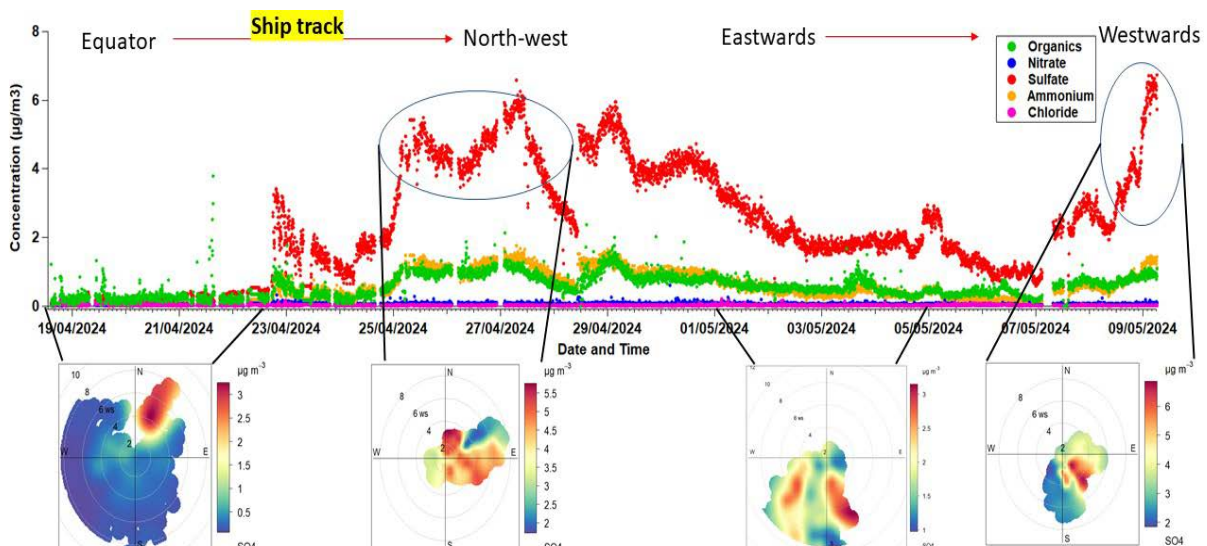 Ship track
Equator
North-west
Eastwards
Westwards
Organics
Nitrate
Sulfate
Ammonium
Chloride
Concentration (µg/m3)
8
6
4
2
0
19/04/2024 21/04/2024 23/04/2024 25/04/2024 27/04/2024 29/04/2024 01/05/2024 03/05/2024 05/05/2024 07/05/2024 09/05/2024
Date and Time
N
10
8
6 ws
4
2
W
E
S
µg m⁻³
3
2.5
2
1.5
1
0.5
SO4
N
8
6 ws
4
2
W
E
S
µg m⁻³
5.5
5
4.5
4
3.5
3
2.5
2
SO4
N
8
6 ws
W
E
µg m⁻³
3
2.5
2
1.5
1
SO4
N
8
6 ws
4
2
W
E
S
µg m⁻³
6
5
4
3
2
SO4